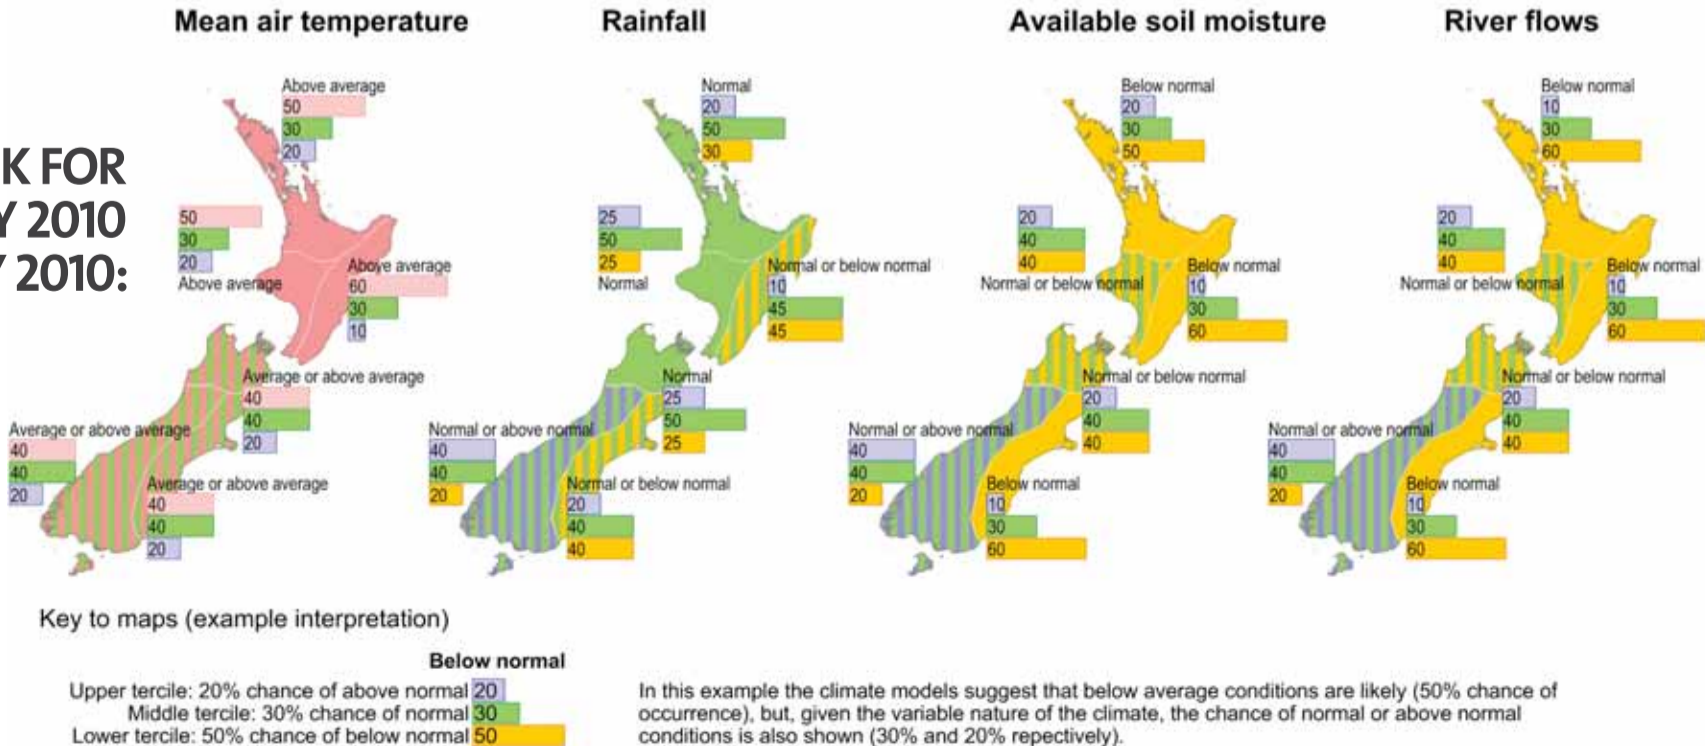 Mean air temperature
Rainfall
Available soil moisture
River flows
K FOR
Y 2010
Y 2010:
Above average
50
30
20
50
30
20
Above average
Above average
60
30
10
Average or above average
40
40
20
Average or above average
40
40
20
Average or above average
40
40
20
Normal
20
50
30
25
50
25
Normal
Normal or below normal
10
45
45
Normal
25
50
25
Normal or above normal
40
40
20
Normal or below normal
20
40
40
Below normal
20
30
50
20
40
40
Normal or below normal
Below normal
10
30
60
Normal or below normal
20
40
40
Normal or above normal
40
40
20
Below normal
10
30
60
Below normal
10
30
60
20
40
40
Normal or below normal
Below normal
10
30
60
Normal or below normal
20
40
40
Normal or above normal
40
40
20
Below normal
10
30
60
Key to maps (example interpretation)
Below normal
Upper tercile: 20% chance of above normal 20
Middle tercile: 30% chance of normal 30
Lower tercile: 50% chance of below normal 50
In this example the climate models suggest that below average conditions are likely (50% chance of
occurrence), but, given the variable nature of the climate, the chance of normal or above normal
conditions is also shown (30% and 20% repectively).